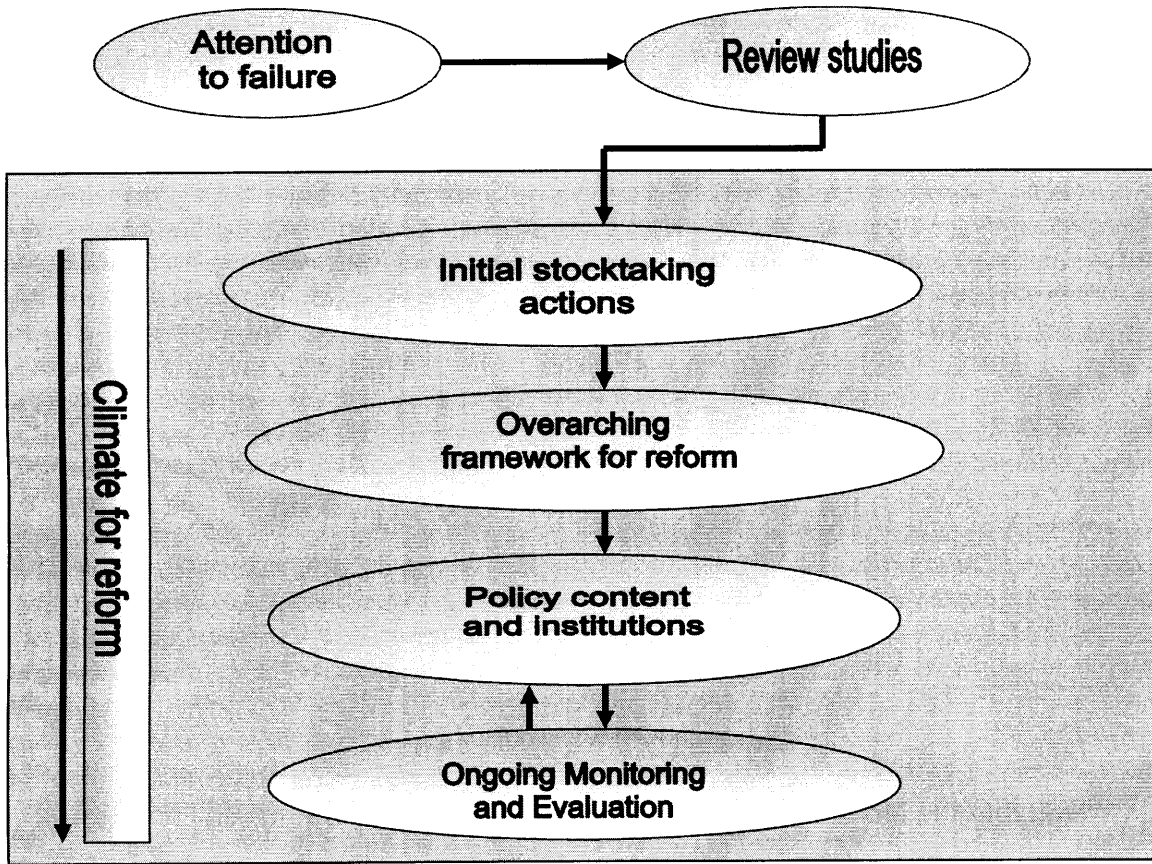 Attention
to failure
Review studies
Initial stocktaking
actions
Overarching
framework for reform
Climate for reform
Policy content
and institutions
Ongoing Monitoring
and Evaluation